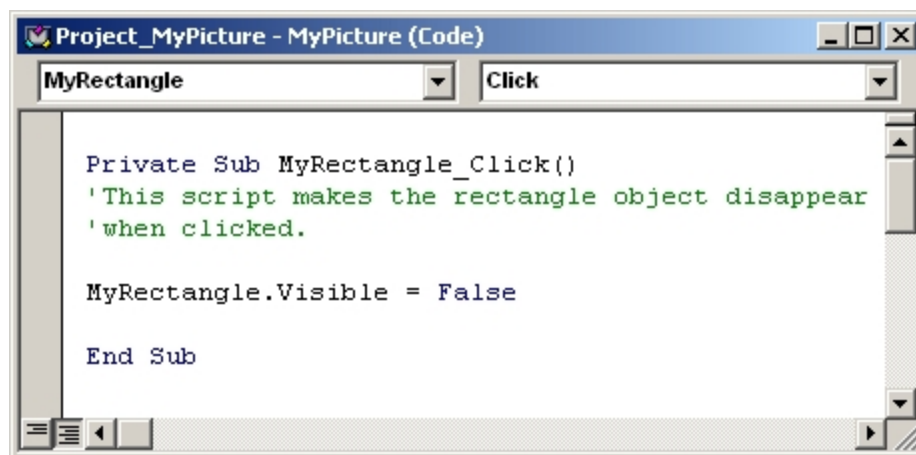 Project_MyPicture - MyPicture (Code)
MyRectangle Click
Private Sub MyRectangle_Click()
'This script makes the rectangle object disappear
'when clicked.
MyRectangle.Visible = False
End Sub